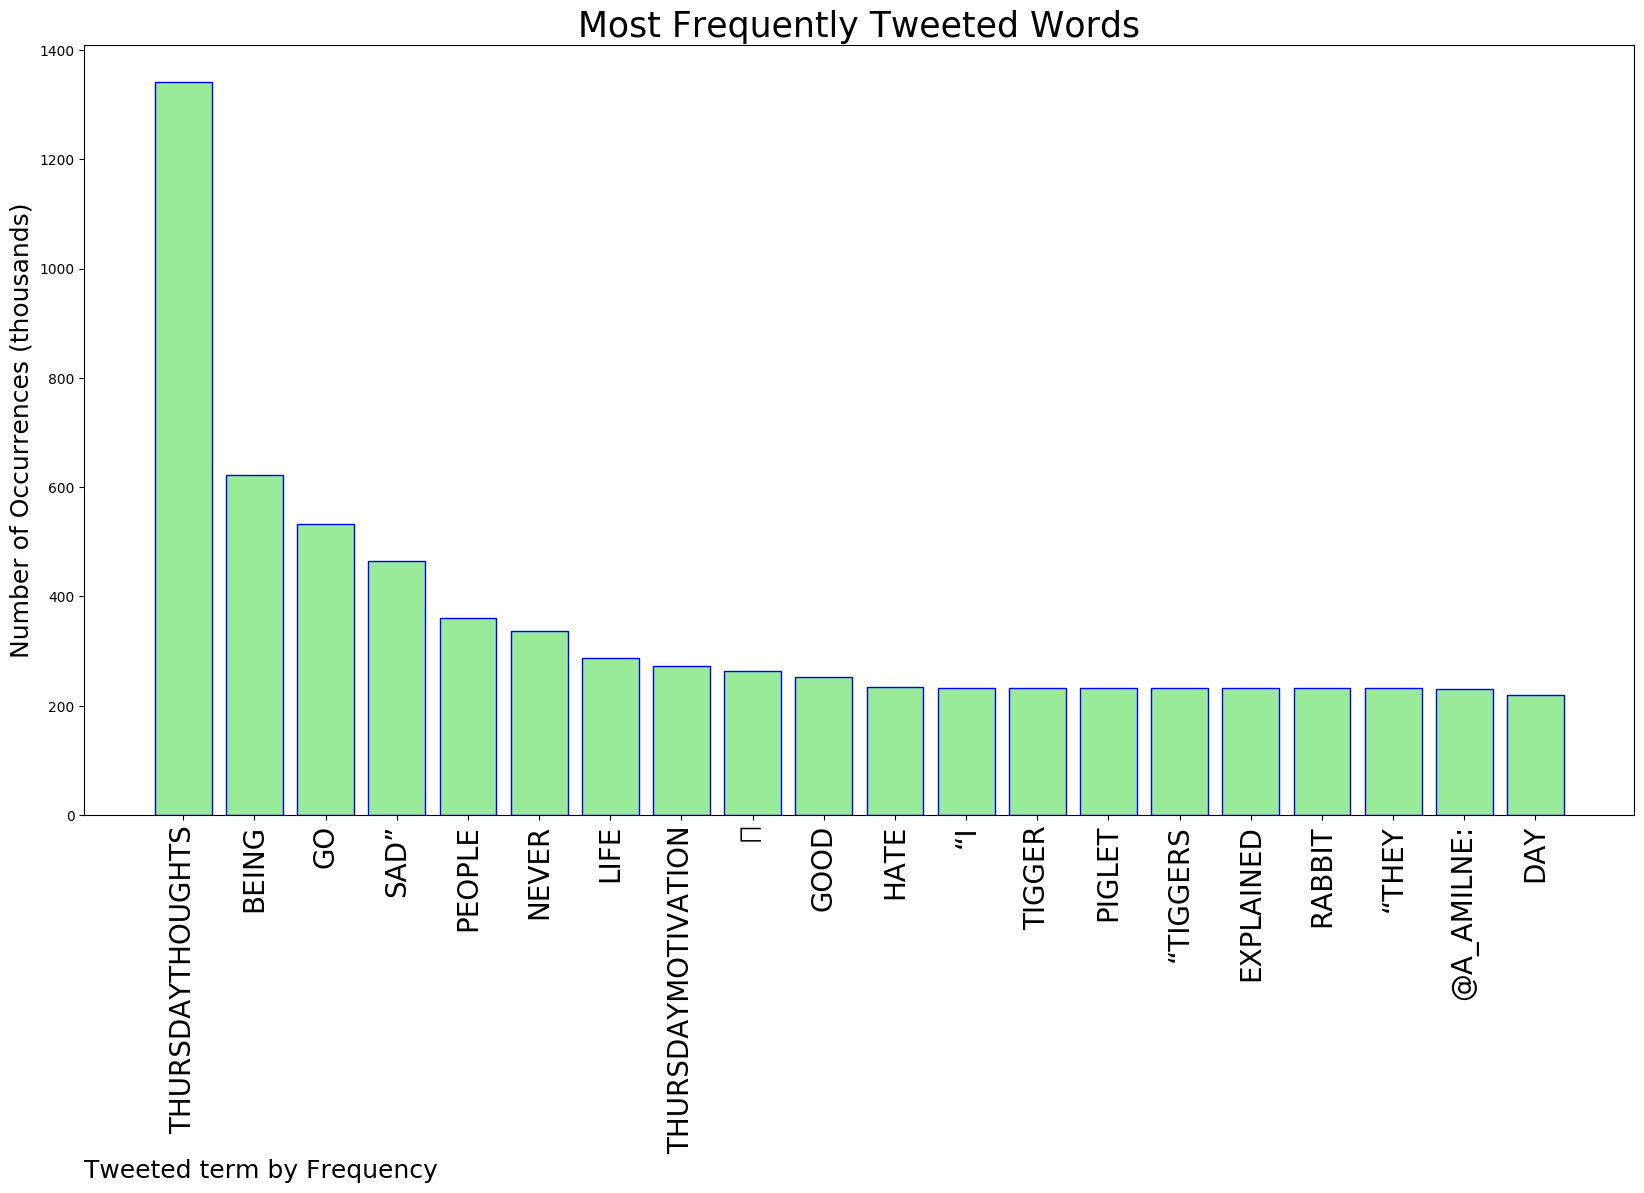 Most Frequently Tweeted Words
Number of Occurrences (thousands)
1400
1200
1000
800
600
400
200
0
THURSDAYTHOUGHTS
BEING
GO
SAD”
PEOPLE
NEVER
LIFE
THURSDAYMOTIVATION
GOOD
HATE
“I
TIGGER
PIGLET
“TIGGERS
EXPLAINED
RABBIT
“THEY
@A_AMILNE:
DAY
Tweeted term by Frequency